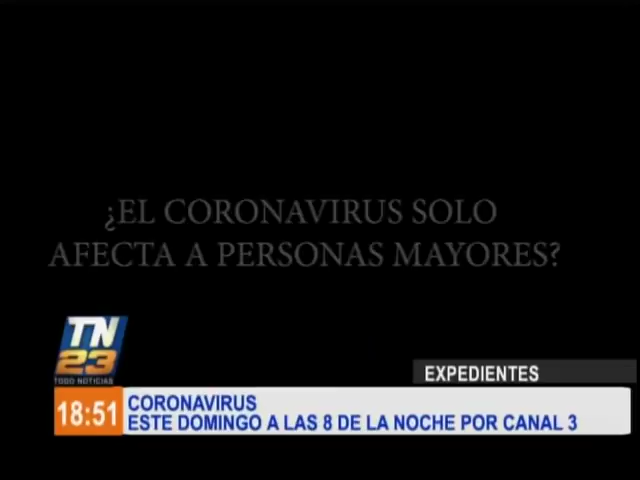 ¿EL CORONAVIRUS SOLO
AFECTA A PERSONAS MAYORES?
TN
23
TODO NOTICIAS
EXPEDIENTES
18:51
CORONAVIRUS
ESTE DOMINGO A LAS 8 DE LA NOCHE POR CANAL 3